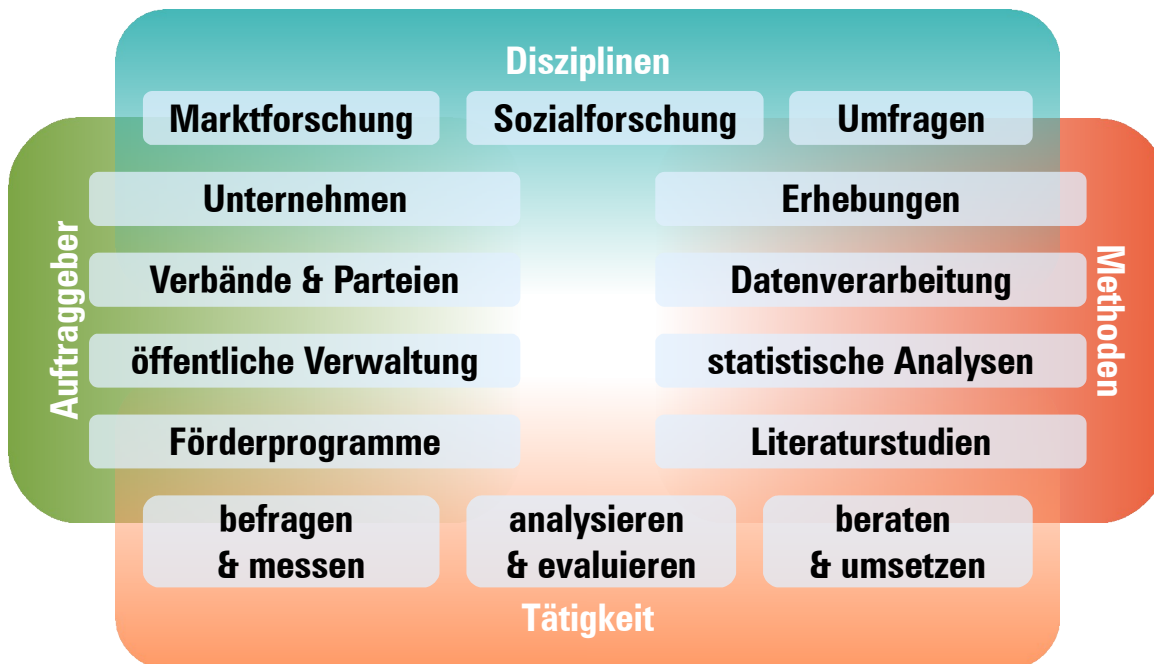 Disziplinen
Marktforschung
Sozialforschung
Umfragen
Auftraggeber
Unternehmen
Verbände & Parteien
öffentliche Verwaltung
Förderprogramme
Erhebungen
Datenverarbeitung
statistische Analysen
Literaturstudien
Methoden
befragen
& messen
analysieren
& evaluieren
beraten
& umsetzen
Tätigkeit